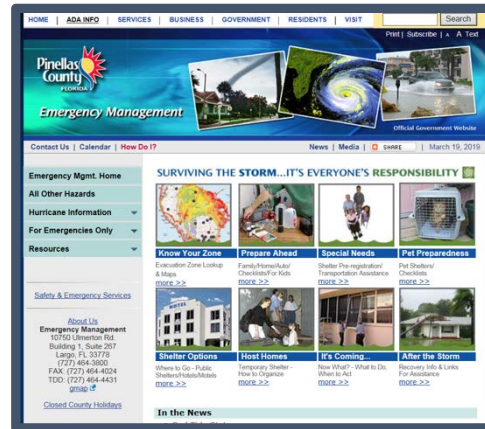 HOME | ADA INFO | SERVICES | BUSINESS | GOVERNMENT | RESIDENTS | VISIT
Search
Print | Subscribe | A A Text
Pinellas
County
FLORIDA
Emergency Management
Official Government Website
Contact Us | Calendar | How Do I?
News | Media | SHARE | March 19, 2019
Emergency Mgmt. Home
All Other Hazards
Hurricane Information
For Emergencies Only
Resources
Safety & Emergency Services
About Us
Emergency Management
10750 Ulmerton Rd.
Building 1, Suite 267
Largo, FL 33778
(727) 464-3800
FAX: (727) 464-4024
TDD: (727) 464-4431
gmap
Closed County Holidays
SURVIVING THE STORM...IT'S EVERYONE'S RESPONSIBILITY
Know Your Zone
Evacuation Zone Lookup
& Maps
more >>
Prepare Ahead
Family/Home/Auto/
Checklists/For Kids
more >>
Special Needs
Shelter Pre-registration/
Transportation Assistance
more >>
Pet Preparedness
Pet Shelters/
Checklists
more >>
HOTEL
Shelter Options
Where to Go - Public
Shelters/Hotels/Motels
more >>
Host Homes
Temporary Shelter -
How to Organize
more >>
It's Coming...
Now What? - What to Do,
When to Act
more >>
After the Storm
Recovery Info & Links
For Assistance
more >>
In the News